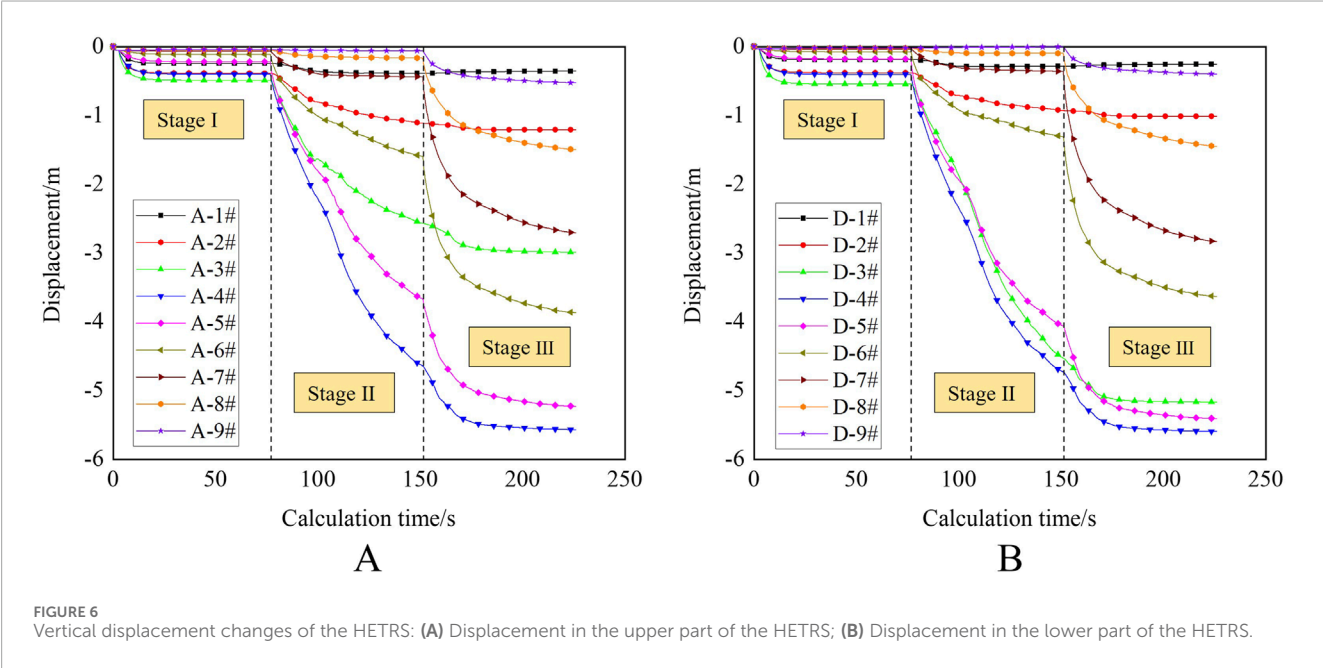 0
-1
-2
-3
-4
-5
-6
Displacement/m
Stage I
Stage II
Stage III
A-1#
A-2#
A-3#
A-4#
A-5#
A-6#
A-7#
A-8#
A-9#
0 50 100 150 200 250
Calculation time/s
A
0
-1
-2
-3
-4
-5
-6
Displacement/m
Stage I
Stage II
Stage III
D-1#
D-2#
D-3#
D-4#
D-5#
D-6#
D-7#
D-8#
D-9#
0 50 100 150 200 250
Calculation time/s
B
FIGURE 6
Vertical displacement changes of the HETRS: (A) Displacement in the upper part of the HETRS; (B) Displacement in the lower part of the HETRS.